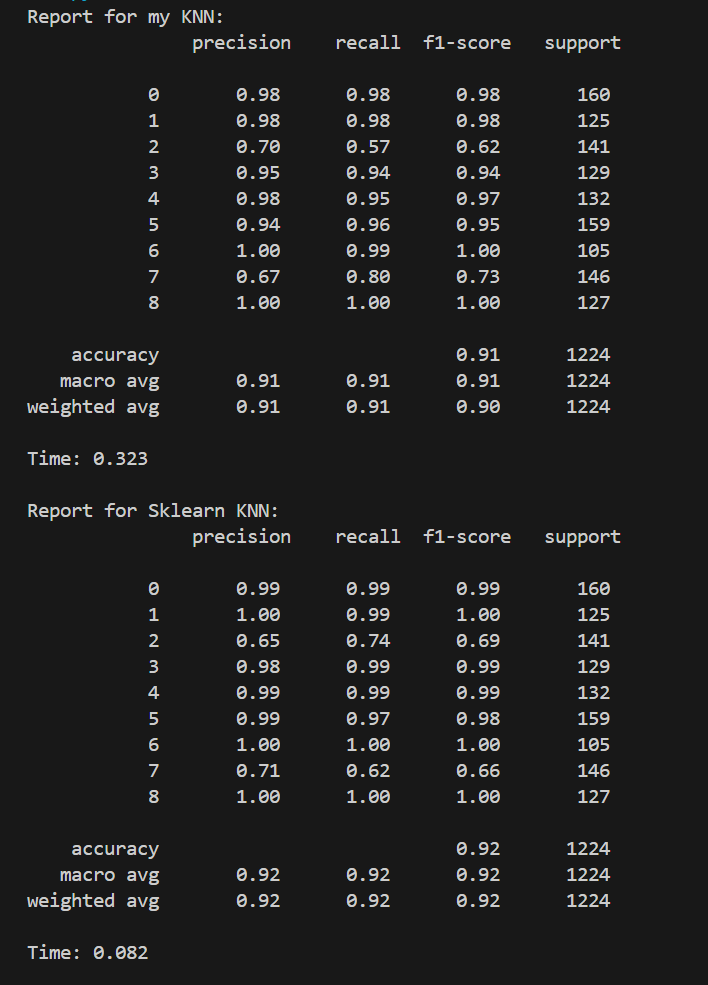 Report for my KNN:
precision recall f1-score support
0 0.98 0.98 0.98 160
1 0.98 0.98 0.98 125
2 0.70 0.57 0.62 141
3 0.95 0.94 0.94 129
4 0.98 0.95 0.97 132
5 0.94 0.96 0.95 159
6 1.00 0.99 1.00 105
7 0.67 0.80 0.73 146
8 1.00 1.00 1.00 127
accuracy 0.91 1224
macro avg 0.91 0.91 0.91 1224
weighted avg 0.91 0.91 0.90 1224
Time: 0.323
Report for Sklearn KNN:
precision recall f1-score support
0 0.99 0.99 0.99 160
1 1.00 0.99 1.00 125
2 0.65 0.74 0.69 141
3 0.98 0.99 0.99 129
4 0.99 0.99 0.99 132
5 0.99 0.97 0.98 159
6 1.00 1.00 1.00 105
7 0.71 0.62 0.66 146
8 1.00 1.00 1.00 127
accuracy 0.92 1224
macro avg 0.92 0.92 0.92 1224
weighted avg 0.92 0.92 0.92 1224
Time: 0.082